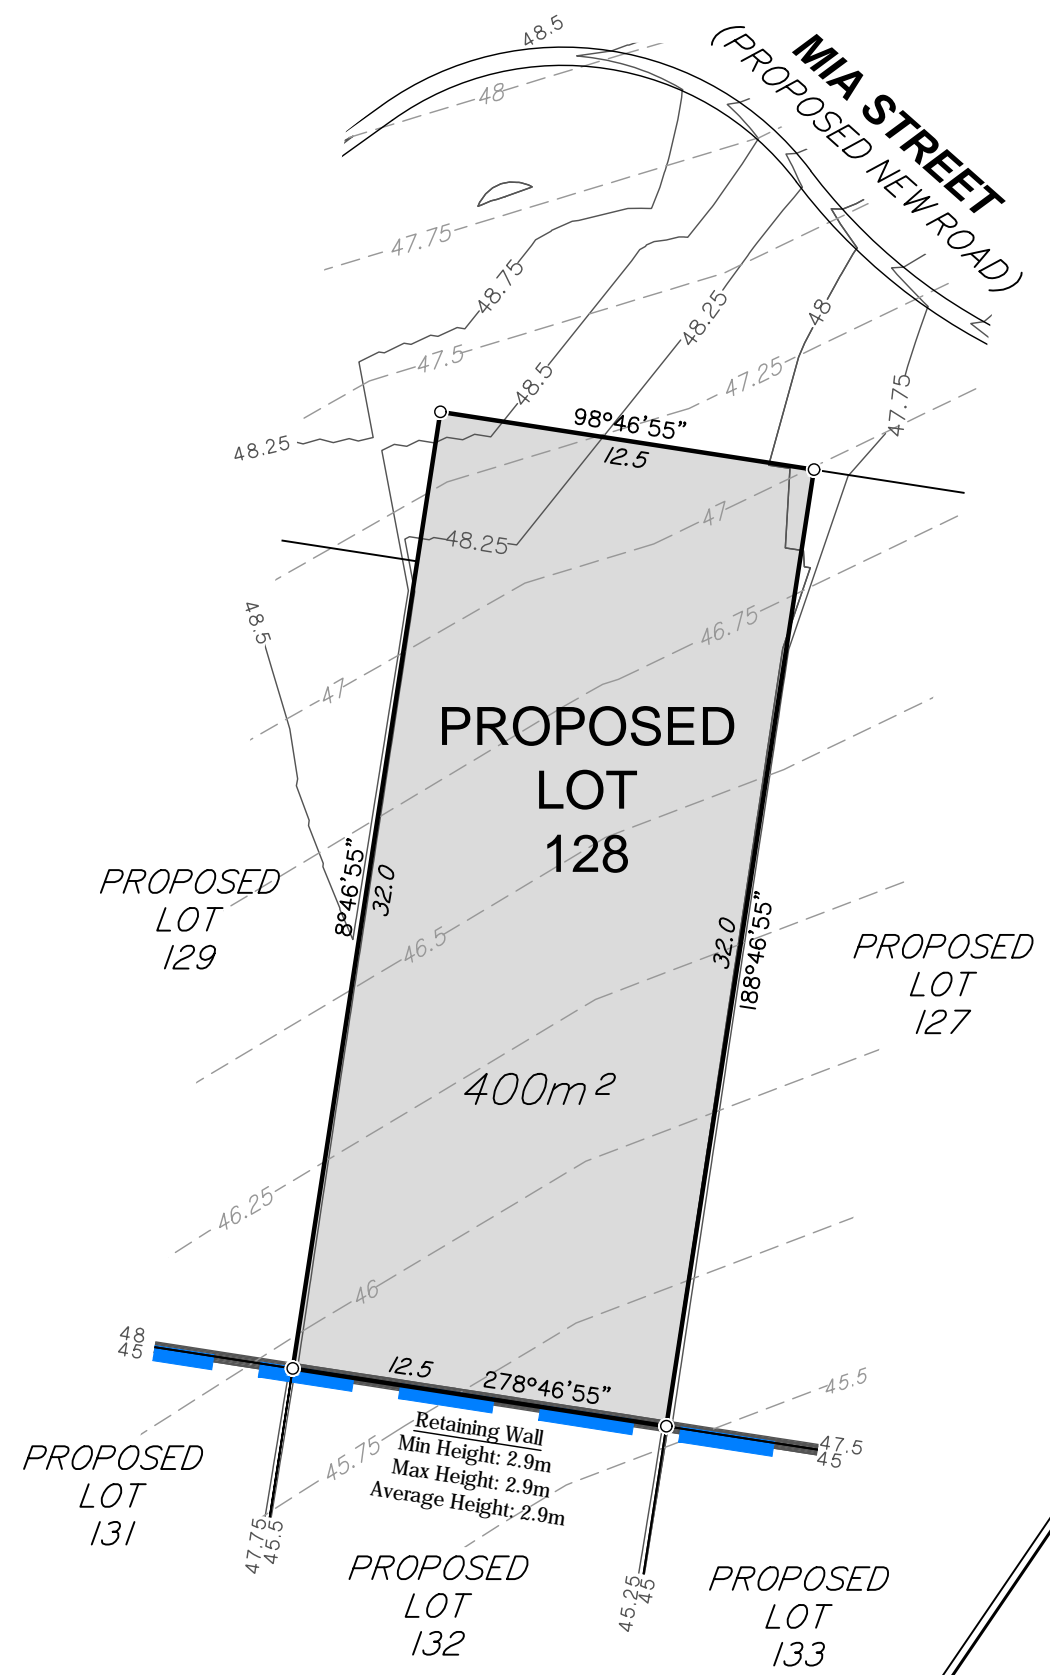 48.5
MIA STREET
(PROPOSED NEW ROAD)
48
47.75
48.75
48.25
48
47.5
48.5
47.25
47.75
48.25
98°46'55"
12.5
47
48.25
48.5
46.75
47
PROPOSED
LOT
128
8°46'55"
32.0
32.0
188°46'55"
PROPOSED
LOT
129
46.5
PROPOSED
LOT
127
400m²
46.25
46
48
45
12.5
278°46'55"
45.5
Retaining Wall
Min Height: 2.9m
Max Height: 2.9m
Average Height: 2.9m
45.75
47.5
45
PROPOSED
LOT
131
47.75
45.5
PROPOSED
LOT
132
45.25
45
PROPOSED
LOT
133